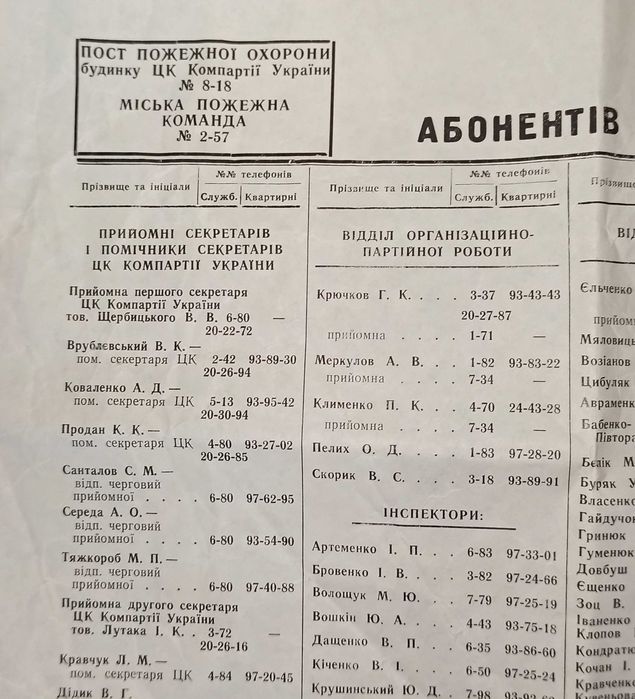 ПОСТ ПОЖЕЖНОЇ ОХОРОНИ
будинку ЦК Компартії України
№ 8-18
МІСЬКА ПОЖЕЖНА
КОМАНДА
№ 2-57
АБОНЕНТІВ
Прізвище та ініціали
№№ телефонів
Служб. Квартирні
ПРИЙОМНІ СЕКРЕТАРІВ
І ПОМІЧНИКИ СЕКРЕТАРІВ
ЦК КОМПАРТІЇ УКРАЇНИ
Прийомна першого секретаря
ЦК Компартії України
тов. Щербицького В. В. 6-80 —
20-22-72
Врублєвський В. К. —
пом. секертаря ЦК 2-42 93-89-30
20-26-94
Коваленко А. Д. —
пом. секретаря ЦК 5-13 93-95-42
20-30-94
Продан К. К. —
пом. секретаря ЦК 4-80 93-27-02
20-26-85
Санталов С. М. —
відп. черговий
прийомної . . . . 6-80 97-62-95
Середа А. О. —
відп. черговий
прийомної . . . . 6-80 93-54-90
Тяжкороб М. П. —
відп. черговий
прийомної . . . . 6-80 97-40-88
Прийомна другого секретаря
ЦК Компартії України
тов. Лутака І. К. . 3-72 —
20-26-16
Кравчук Л. М. —
пом. секретаря ЦК 4-84 97-20-45
Дідик В. Г.
Прізвище та ініціали
№№ телефонів
Служб. Квартирні
ВІДДІЛ ОРГАНІЗАЦІЙНО-
ПАРТІЙНОЇ РОБОТИ
Крючков Г. К. . . . 3-37 93-43-43
20-27-87
прийомна 1-71 —
Меркулов А. В. . . . 1-82 93-83-22
прийомна 7-34 —
Клименко П. К. . . . 4-70 24-43-28
прийомна 7-34 —
Пелих О. Д. . . . . 1-83 97-28-20
Скорик В. С. . . . . 3-18 93-89-91
ІНСПЕКТОРИ:
Артеменко І. П. . . 6-83 97-33-01
Бровенко І. В. . . . 3-82 97-24-66
Волощук М. Ю. . . . 7-79 97-25-19
Вошкін Ю. А. . . . 4-43 93-75-18
Дащенко В. П. . . . 6-35 93-86-60
Кіченко В. І. . . . 6-50 97-25-24
Крушинський Ю. Д. . 7-98
Прізвище
ВІД
Єльченко
прийом
Мяловиць
Возіанов
Цибуляк
Авраменк
Бабенко-
Півтора
Бєлік М
Буряк У
Власенко
Гайдучок
Гринюк
Гуменюк
Довбуш
Єщенко
Зоц В.
Іваненко
Клопов
Кондратю
Кочан І.
Кравченк